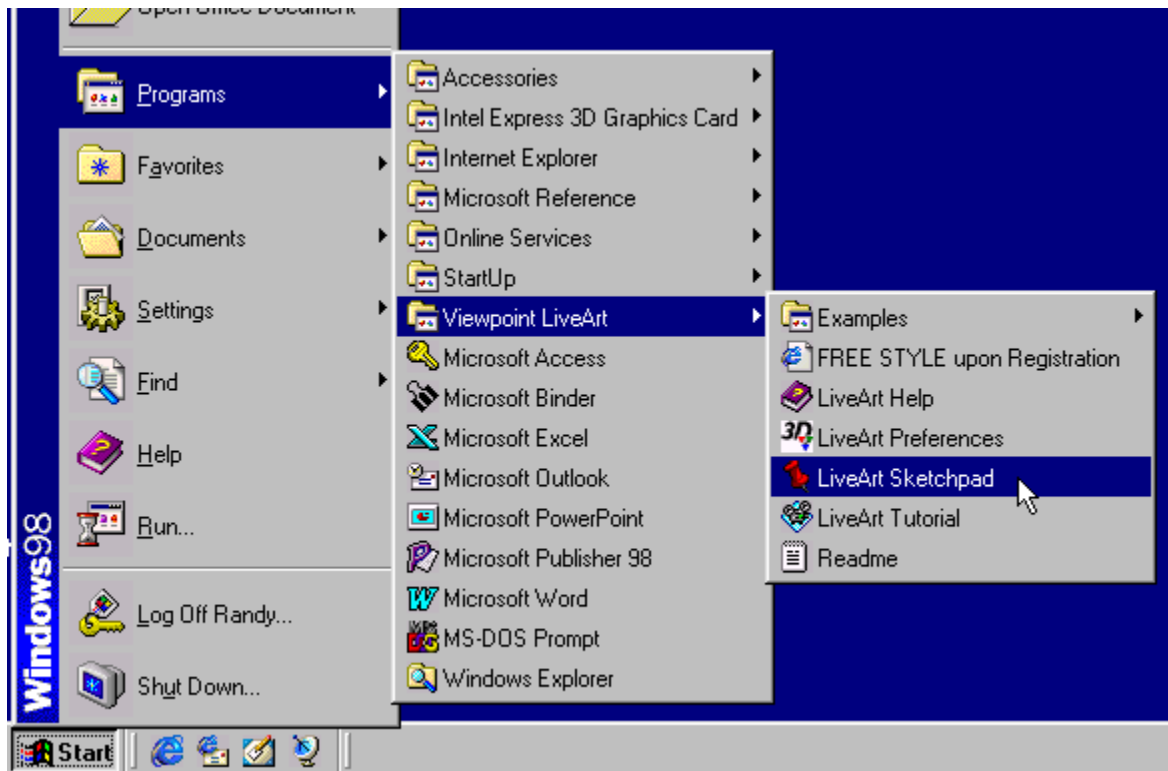 Open Office Document
Programs
Favorites
Documents
Settings
Find
Help
Run...
Log Off Randy...
Shut Down...
Windows98
Accessories
Intel Express 3D Graphics Card
Internet Explorer
Microsoft Reference
Online Services
StartUp
Viewpoint LiveArt
Microsoft Access
Microsoft Binder
Microsoft Excel
Microsoft Outlook
Microsoft PowerPoint
Microsoft Publisher 98
Microsoft Word
MS-DOS Prompt
Windows Explorer
Examples
FREE STYLE upon Registration
LiveArt Help
LiveArt Preferences
LiveArt Sketchpad
LiveArt Tutorial
Readme
Start